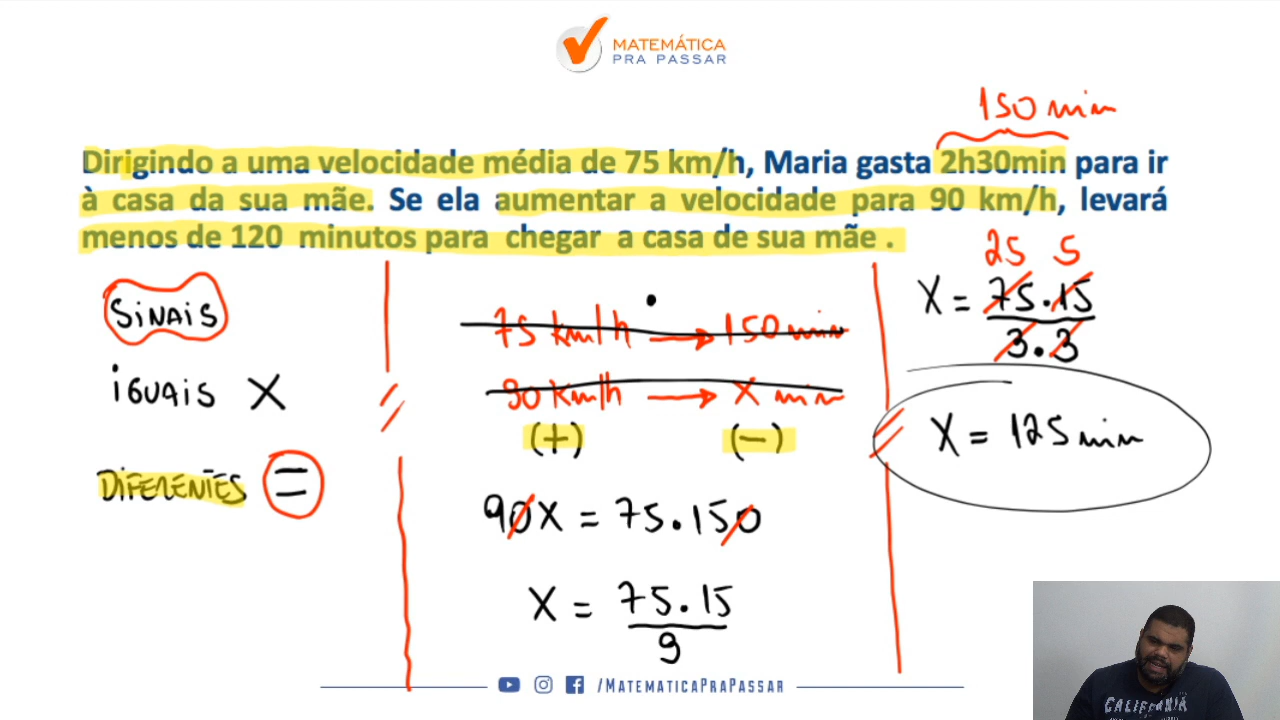 MATEMÁTICA
PRA PASSAR
150 min
Dirigindo a uma velocidade média de 75 km/h, Maria gasta 2h30min para ir
à casa da sua mãe. Se ela aumentar a velocidade para 90 km/h, levará
menos de 120 minutos para chegar a casa de sua mãe .
SINAIS
IGUAIS X
DIFERENTES =
75 km/h → 150 min
90 Km/h → X min
(+) (-)
90X = 75.150
X = 75.15
9
25 5
X = 75.15
3.3
X = 125 min
/MATEMATICAPRAPASSAR
CALIFORNIA